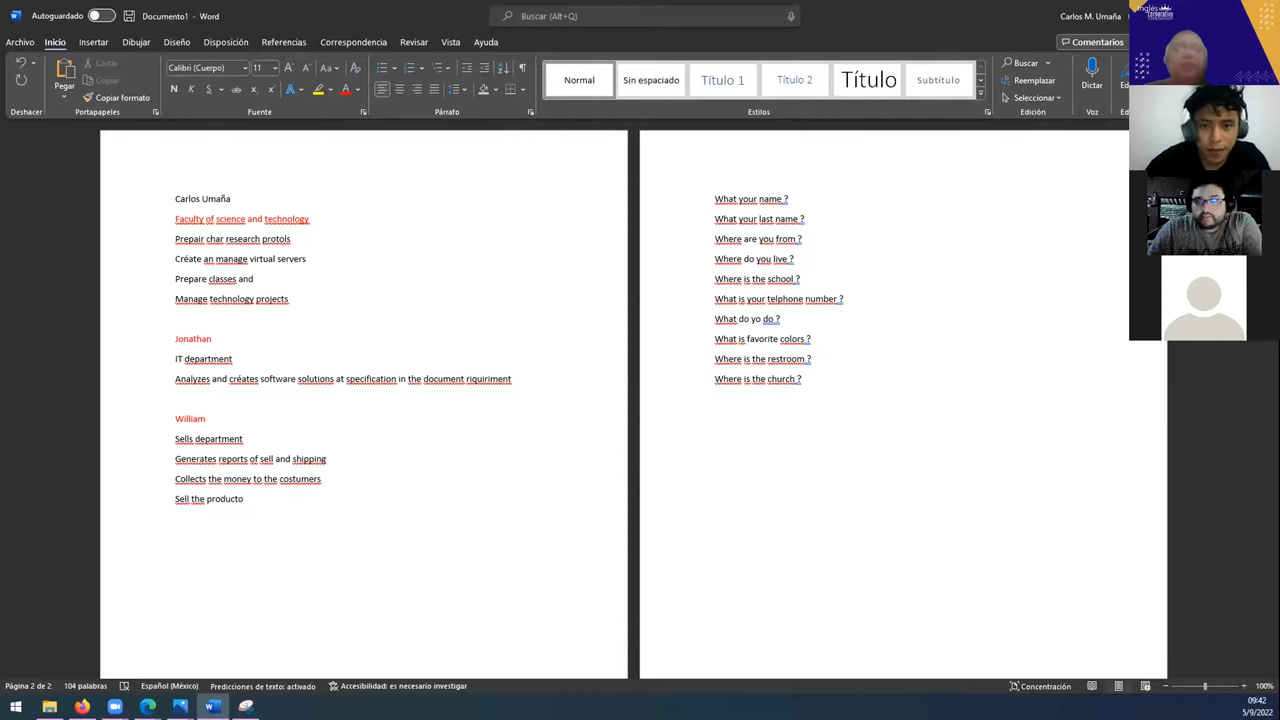 Autoguardado
Documento1 - Word
Buscar (Alt+Q)
Carlos M. Umaña
Archivo Inicio Insertar Dibujar Diseño Disposición Referencias Correspondencia Revisar Vista Ayuda
Comentarios
Pegar
Cortar
Copiar
Copiar formato
Calibri (Cuerpo) 11
Normal
Sin espaciado
Título 1
Título 2
Título
Subtítulo
Buscar
Reemplazar
Seleccionar
Dictar
Deshacer
Portapapeles
Fuente
Párrafo
Estilos
Edición
Voz
Inglés
Corporativo
Carlos Umaña
Faculty of science and technology
Prepair char research protols
Créate an manage virtual servers
Prepare classes and
Manage technology projects
Jonathan
IT department
Analyzes and créates software solutions at specification in the document riquiriment
William
Sells department
Generates reports of sell and shipping
Collects the money to the costumers
Sell the producto
What your name ?
What your last name ?
Where are you from ?
Where do you live ?
Where is the school ?
What is your telphone number ?
What do yo do ?
What is favorite colors ?
Where is the restroom ?
Where is the church ?
Página 2 de 2
104 palabras
Español (México)
Predicciones de texto: activado
Accesibilidad: es necesario investigar
Concentración
100%
09:42
5/9/2022